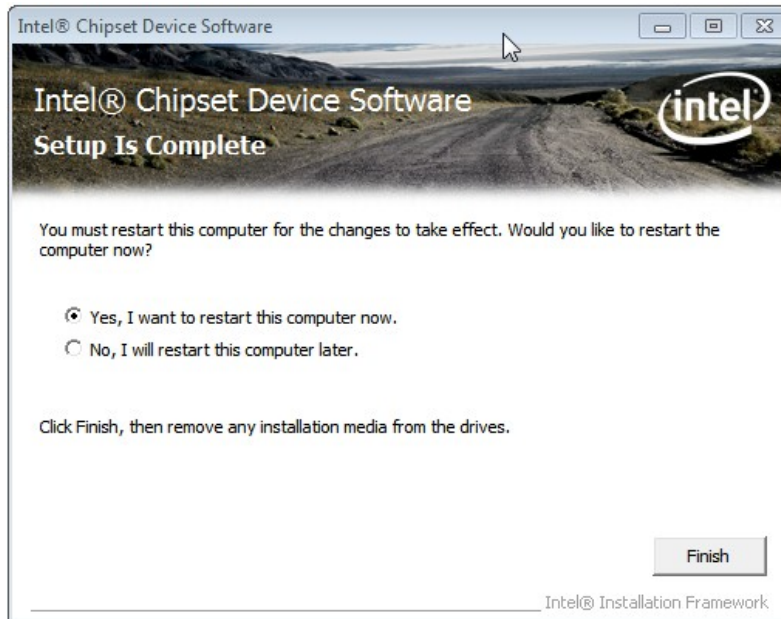 Intel® Chipset Device Software
Intel® Chipset Device Software
intel
Setup Is Complete
You must restart this computer for the changes to take effect. Would you like to restart the
computer now?
Yes, I want to restart this computer now.
No, I will restart this computer later.
Click Finish, then remove any installation media from the drives.
Finish
Intel® Installation Framework